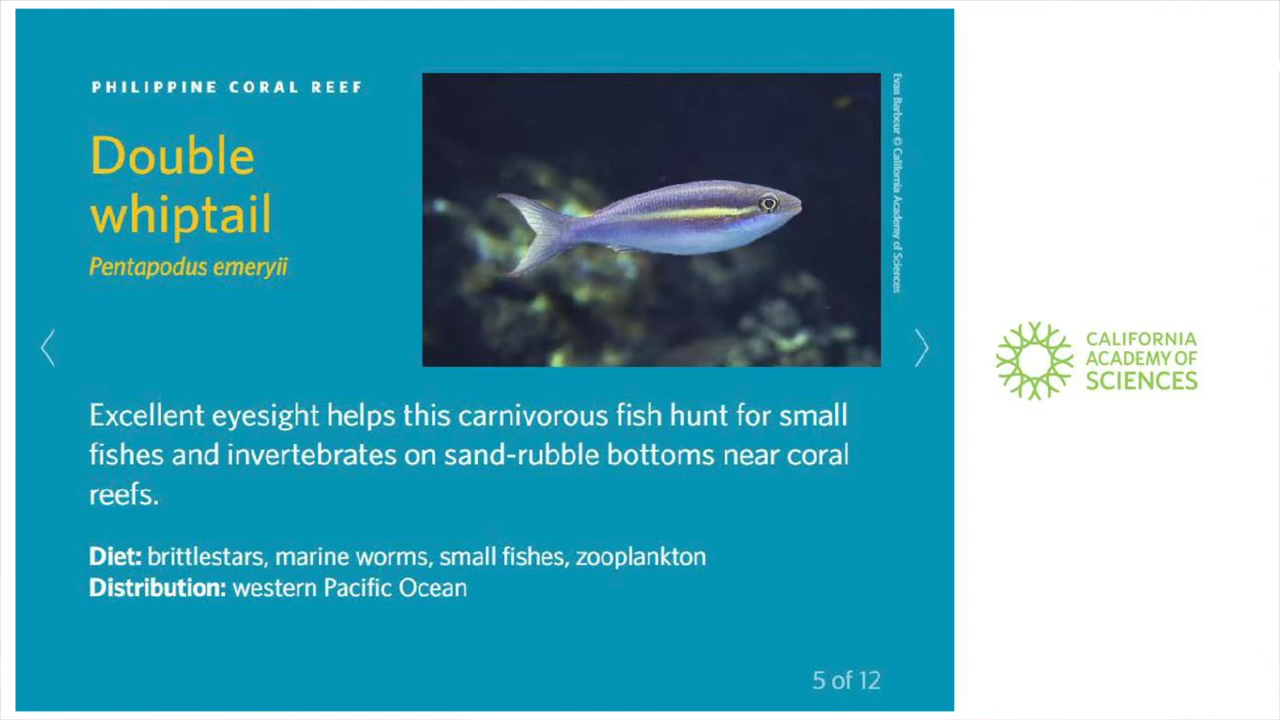 PHILIPPINE CORAL REEF
Double
whiptail
Pentapodus emeryii
Evan Barbour © California Academy of Sciences
Excellent eyesight helps this carnivorous fish hunt for small
fishes and invertebrates on sand-rubble bottoms near coral
reefs.
Diet: brittlestars, marine worms, small fishes, zooplankton
Distribution: western Pacific Ocean
5 of 12
CALIFORNIA
ACADEMY OF
SCIENCES